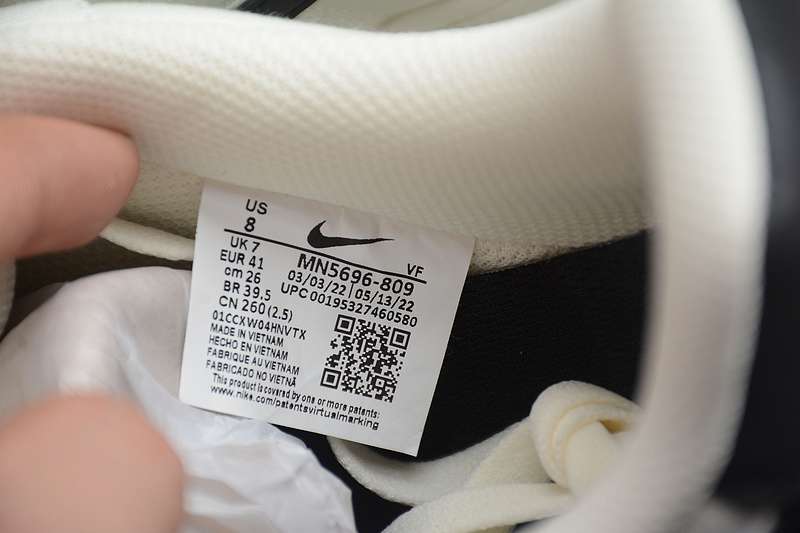 US
8
UK 7
EUR 41
cm 26
BR 39,5
CN 260 (2.5)
MN5696-809 VF
03/03/22 | 05/13/22
UPC 00195327460580
01CCXW04HNVTX
MADE IN VIETNAM
HECHO EN VIETNAM
FABRIQUE AU VIETNAM
FABRICADO NO VIETNÃ
This product is covered by one or more patents:
www.nike.com/patentsvirtualmarking